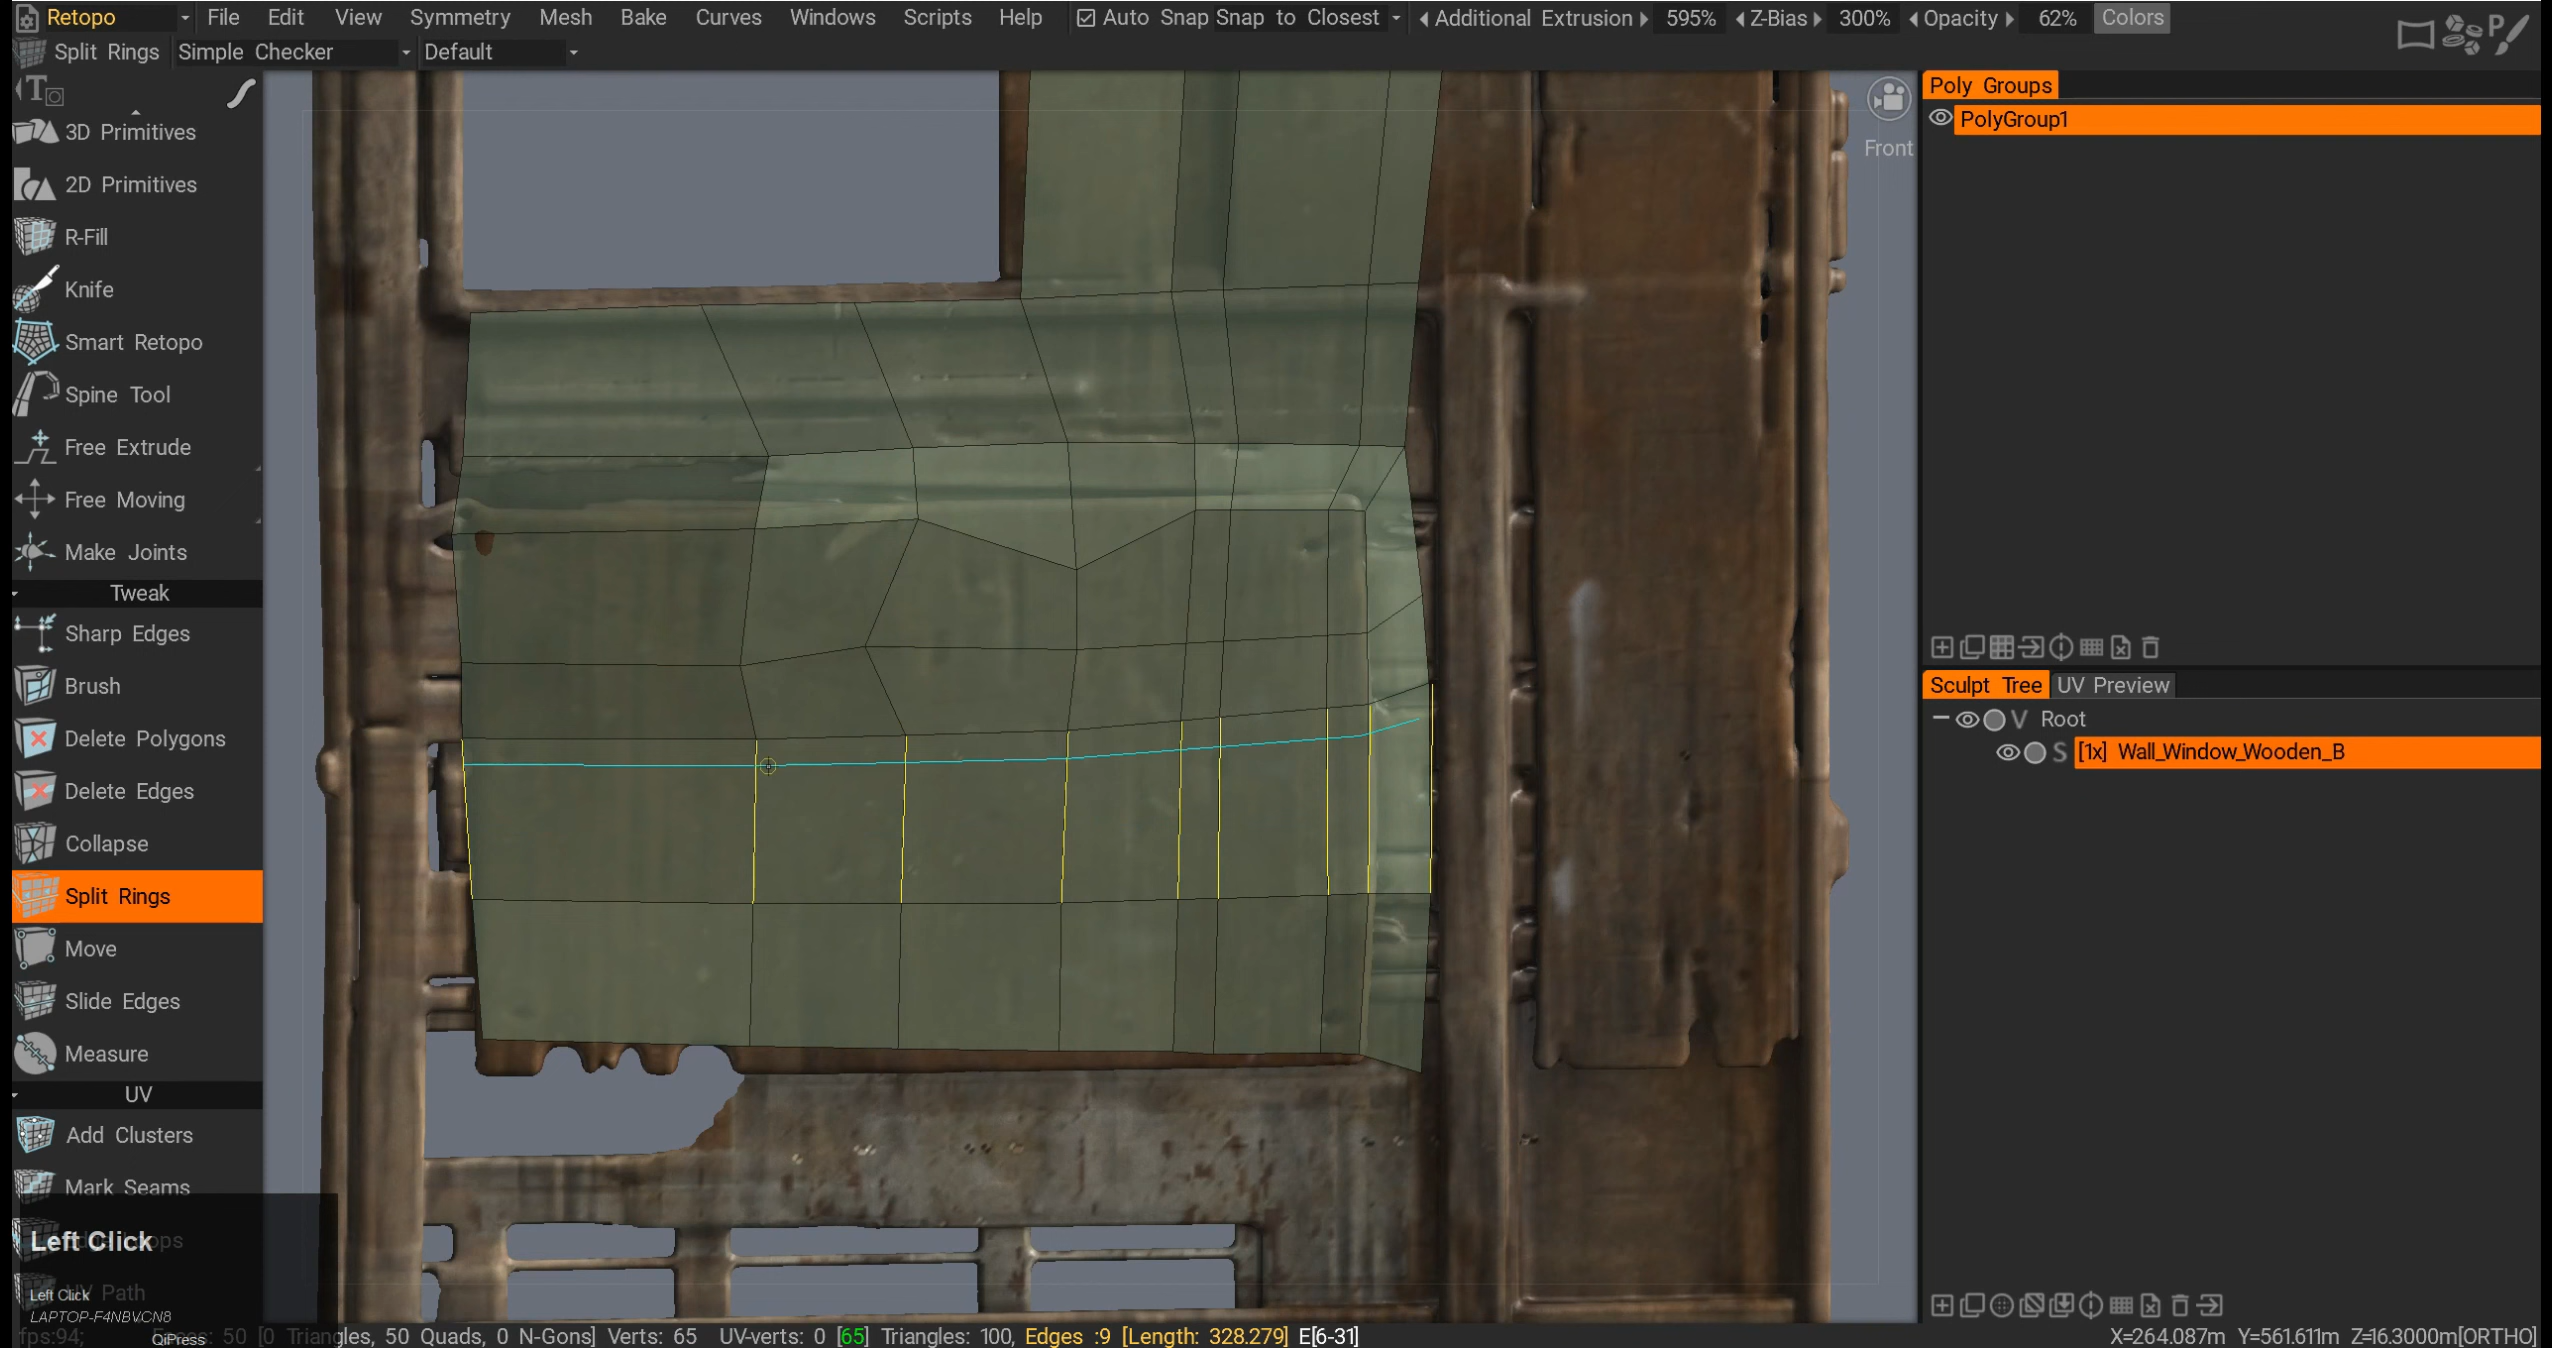 Retopo File Edit View Symmetry Mesh Bake Curves Windows Scripts Help Auto Snap Snap to Closest Additional Extrusion 595% Z-Bias 300% Opacity 62% Colors
Split Rings Simple Checker Default
3D Primitives
2D Primitives
R-Fill
Knife
Smart Retopo
Spine Tool
Free Extrude
Free Moving
Make Joints
Tweak
Sharp Edges
Brush
Delete Polygons
Delete Edges
Collapse
Split Rings
Move
Slide Edges
Measure
UV
Add Clusters
Mark Seams
Left Click
UV Path
Left Click
LAPTOP-F4NBVCN8
QiPress
Front
Poly Groups
PolyGroup1
Sculpt Tree UV Preview
V Root
S [1x] Wall_Window_Wooden_B
fps:94; 50 [0 Triangles, 50 Quads, 0 N-Gons] Verts: 65 UV-verts: 0 [65] Triangles: 100, Edges :9 [Length: 328.279] E[6-31] X=264.087m Y=561.611m Z=16.3000m[ORTHO]